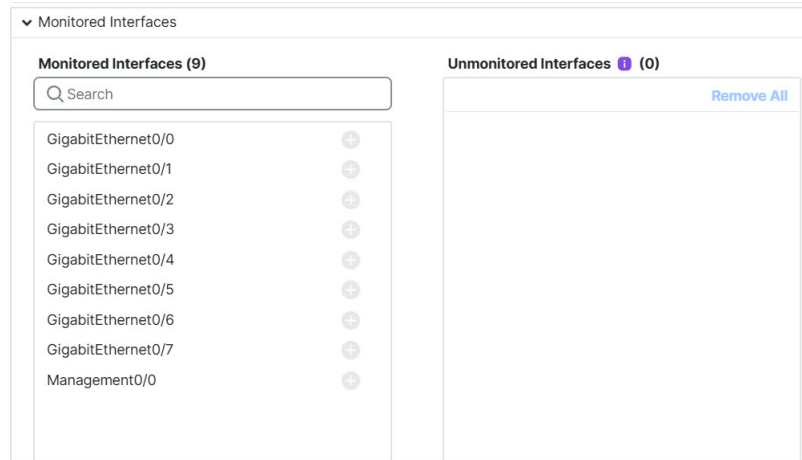 Monitored Interfaces
Monitored Interfaces (9)
Search
GigabitEthernet0/0
GigabitEthernet0/1
GigabitEthernet0/2
GigabitEthernet0/3
GigabitEthernet0/4
GigabitEthernet0/5
GigabitEthernet0/6
GigabitEthernet0/7
Management0/0
Unmonitored Interfaces i (0)
Remove All